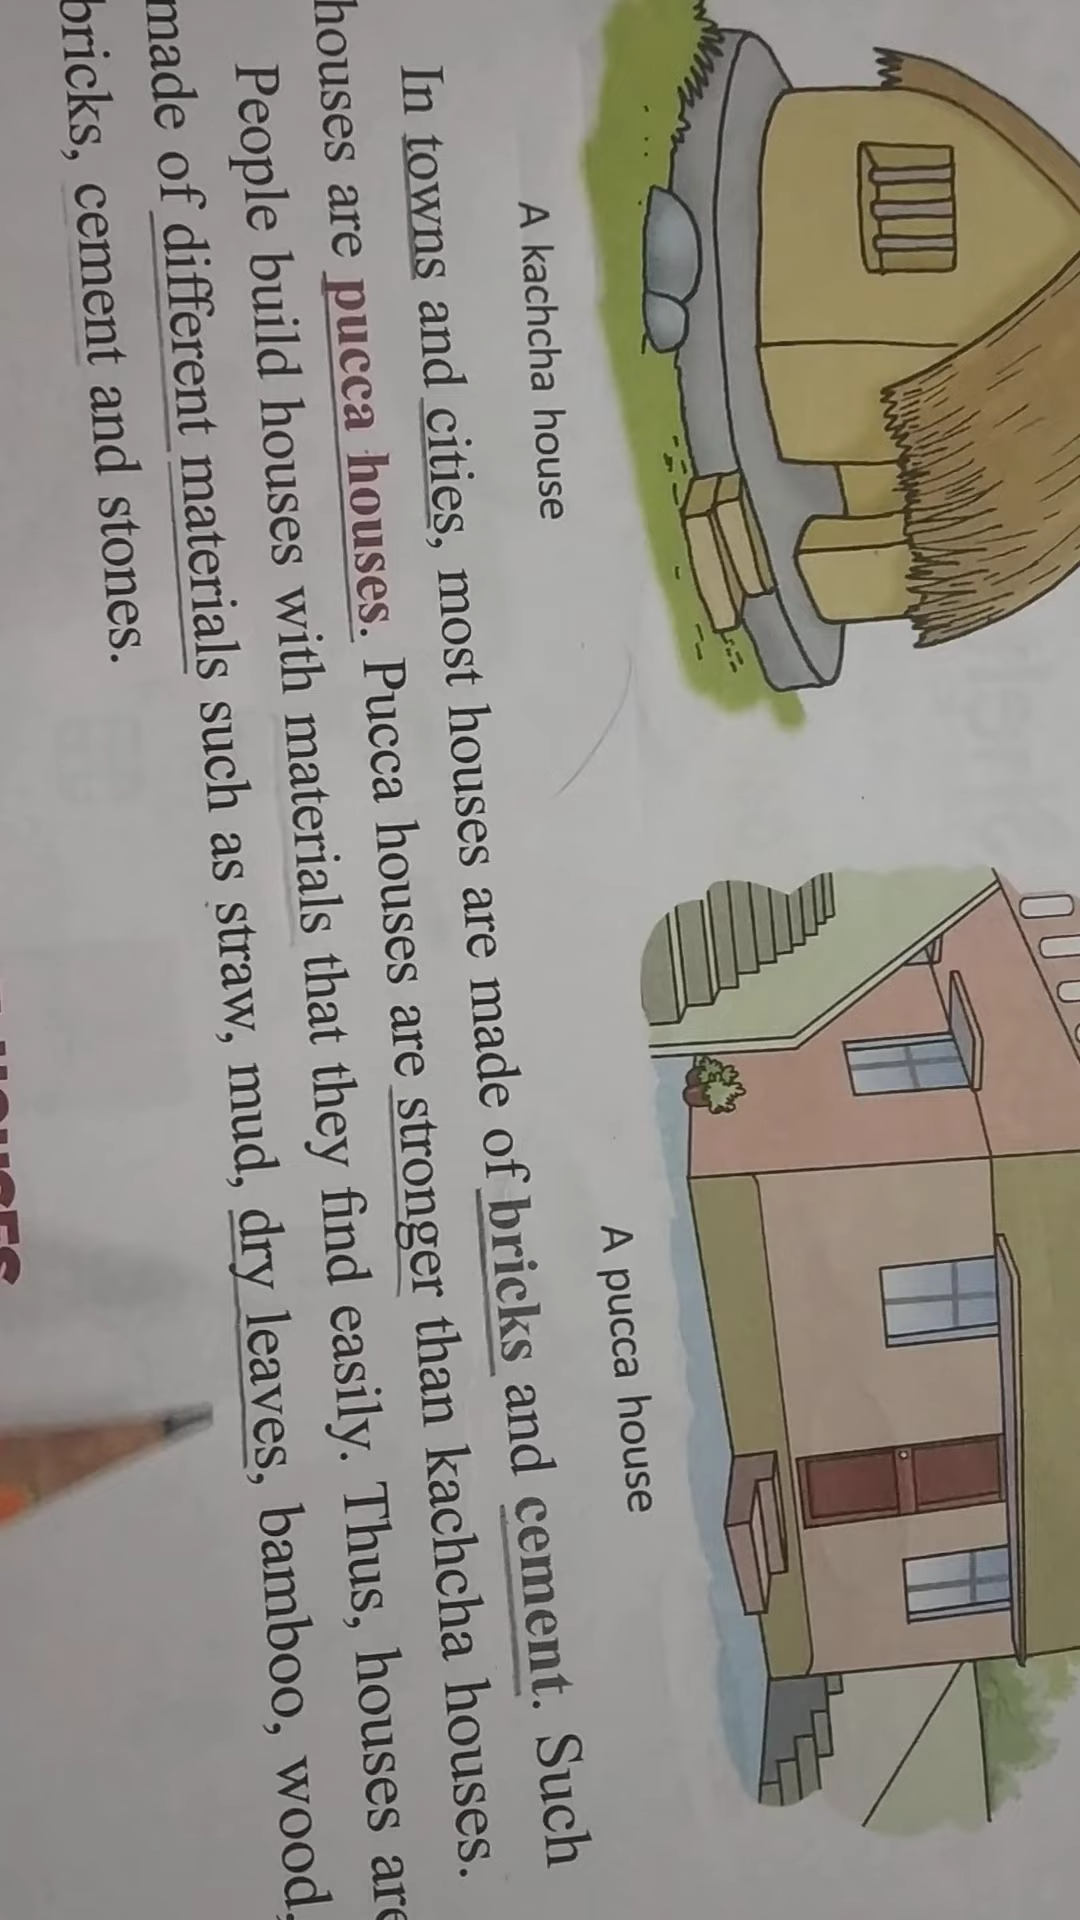 A kachcha house
A pucca house
In towns and cities, most houses are made of bricks and cement. Such
houses are pucca houses. Pucca houses are stronger than kachcha houses.
People build houses with materials that they find easily. Thus, houses are
made of different materials such as straw, mud, dry leaves, bamboo, wood,
bricks, cement and stones.